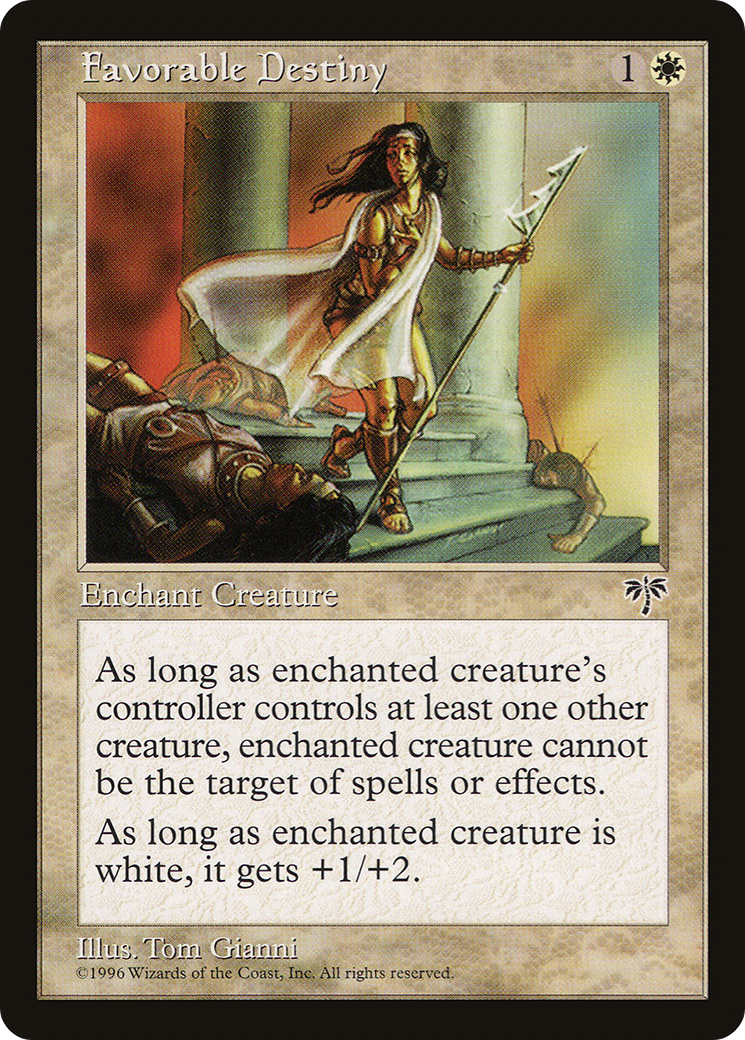 Favorable Destiny 1
Enchant Creature
As long as enchanted creature's
controller controls at least one other
creature, enchanted creature cannot
be the target of spells or effects.
As long as enchanted creature is
white, it gets +1/+2.
Illus. Tom Gianni
©1996 Wizards of the Coast, Inc. All rights reserved.